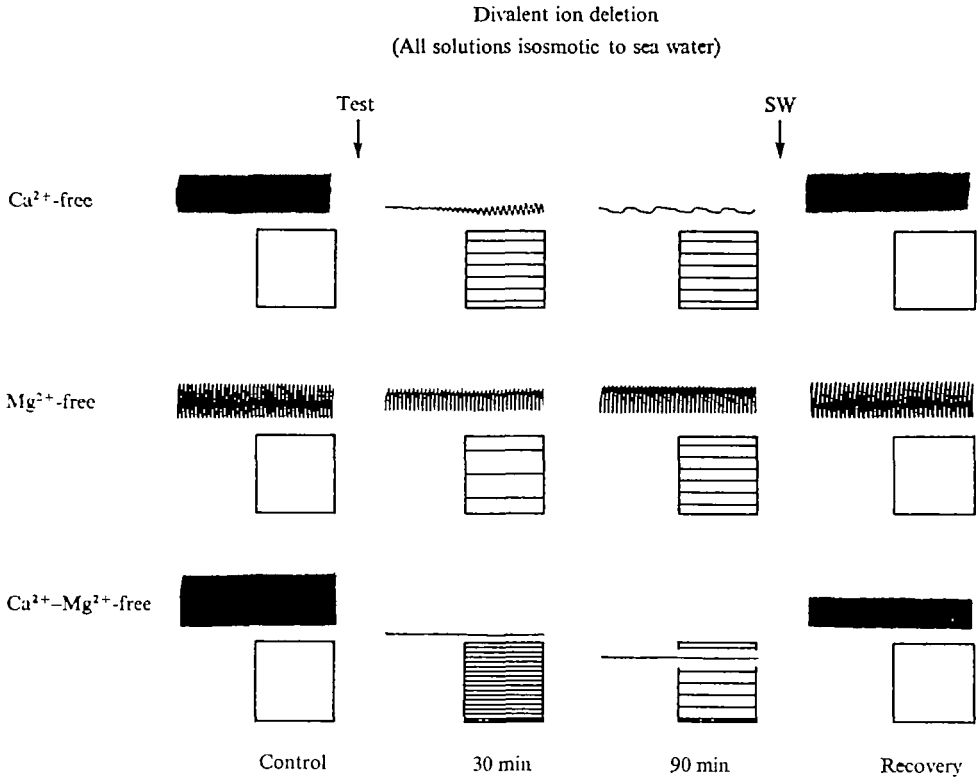 Divalent ion deletion
(All solutions isosmotic to sea water)
Test
SW
Ca²⁺-free
Mg²⁺-free
Ca²⁺–Mg²⁺-free
Control
30 min
90 min
Recovery